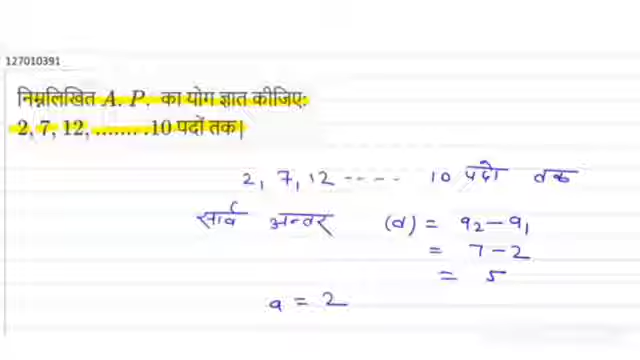 127010391
निम्नलिखित A. P. का योग ज्ञात कीजिए:
2, 7, 12, ........ .10 पदों तक|
2, 7, 12 ----- 10 पदो तक
सार्व अन्तर (d) = a2 - a1
= 7 - 2
= 5
a = 2